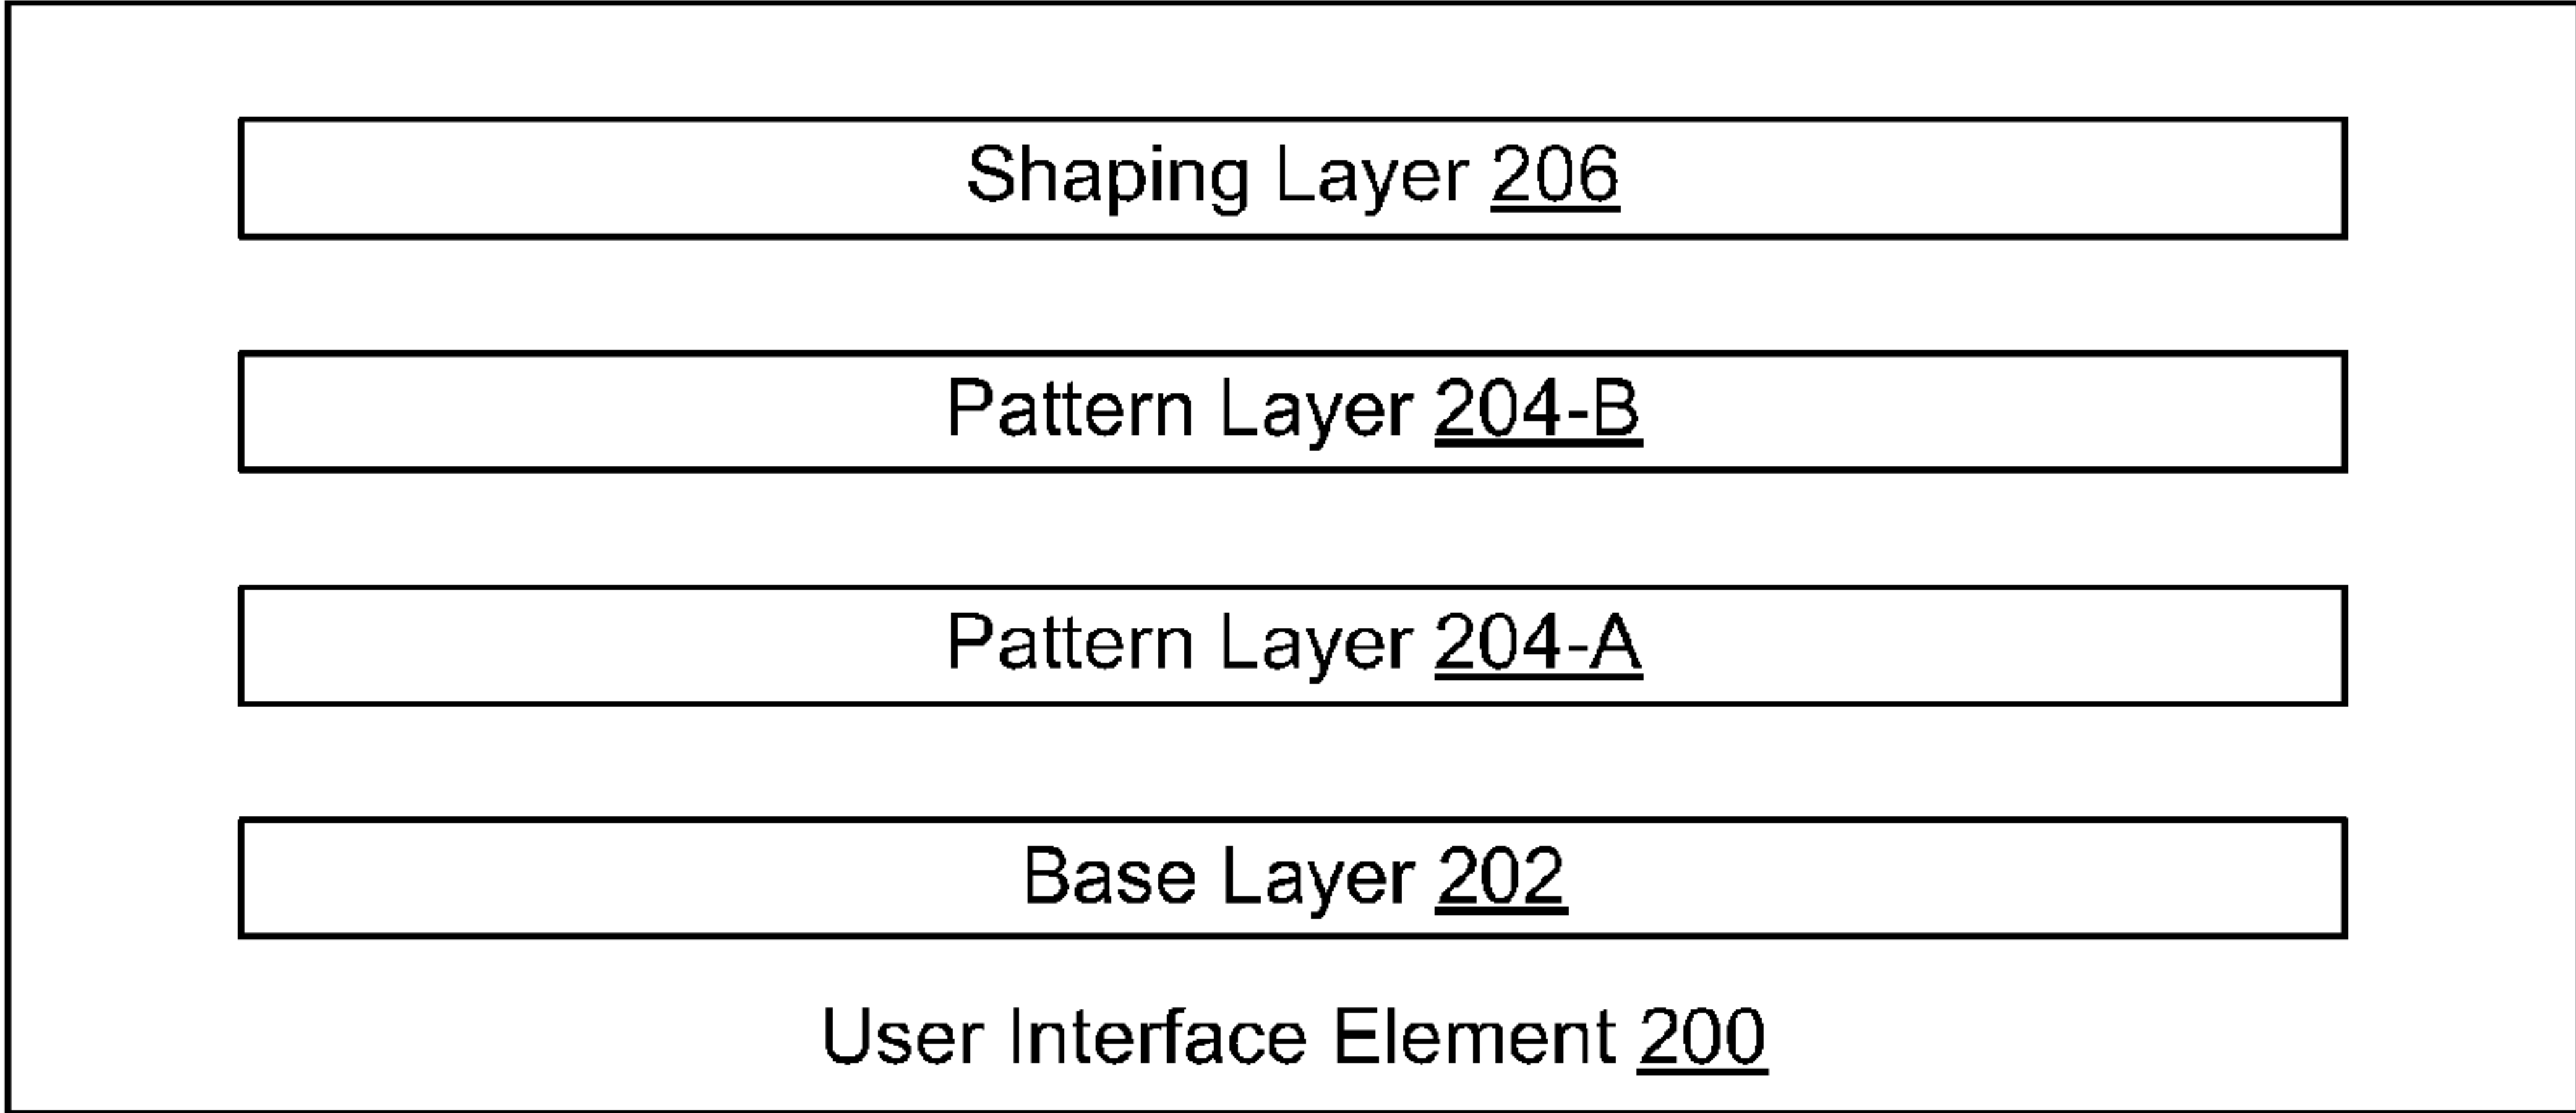 Shaping Layer 206
Pattern Layer 204-B
Pattern Layer 204-A
Base Layer 202
User Interface Element 200